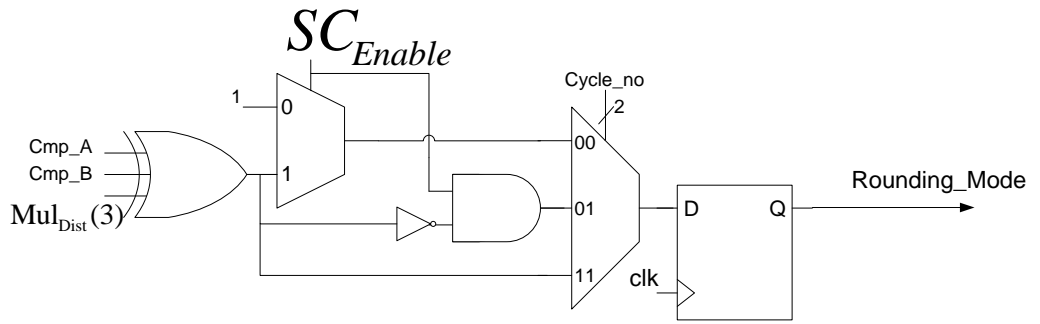 SC_Enable
Cycle_no
2
1
0
00
Cmp_A
Cmp_B
1
Mul_Dist(3)
01
D
Q
Rounding_Mode
11
clk